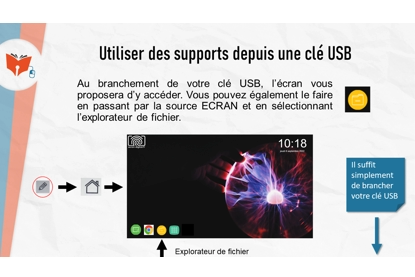 Utiliser des supports depuis une clé USB
Au branchement de votre clé USB, l'écran vous
proposera d'y accéder. Vous pouvez également le faire
en passant par la source ECRAN et en sélectionnant
l'explorateur de fichier.
10:18
Il suffit
simplement
de brancher
votre clé USB
Explorateur de fichier